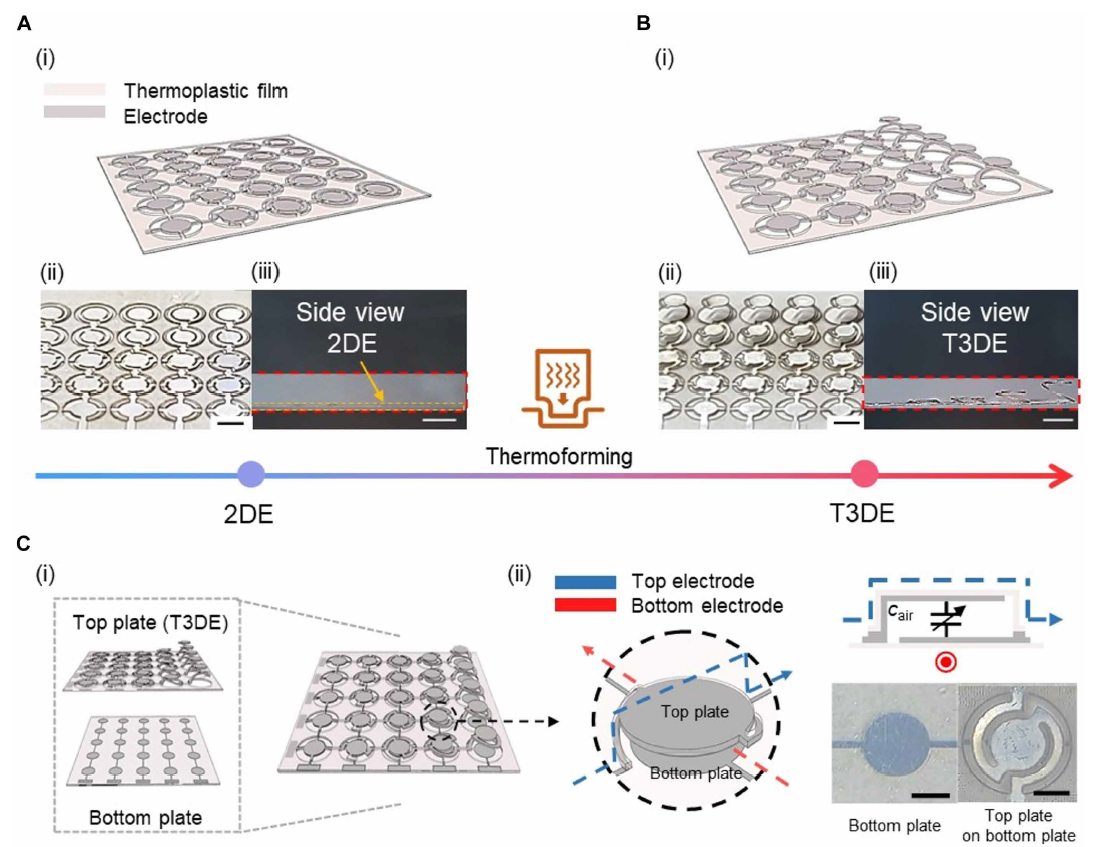 A
B
(i)
(i)
Thermoplastic film
Electrode
(ii)
(iii)
(ii)
(iii)
Side view
2DE
Side view
T3DE
Thermoforming
2DE
T3DE
C
(i)
(ii)
Top plate (T3DE)
Bottom plate
Top electrode
Bottom electrode
Top plate
Bottom plate
Cair
Bottom plate
Top plate
on bottom plate